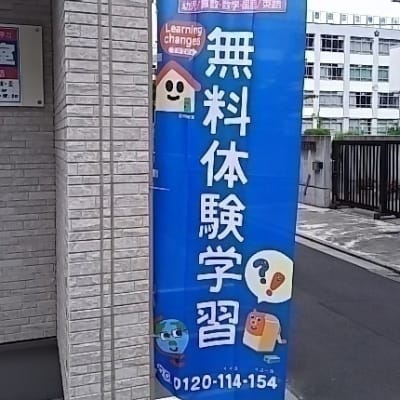 幼児/算数・数学・国語/英語
Learning
changes
無料体験学習
?!
0120-114-154